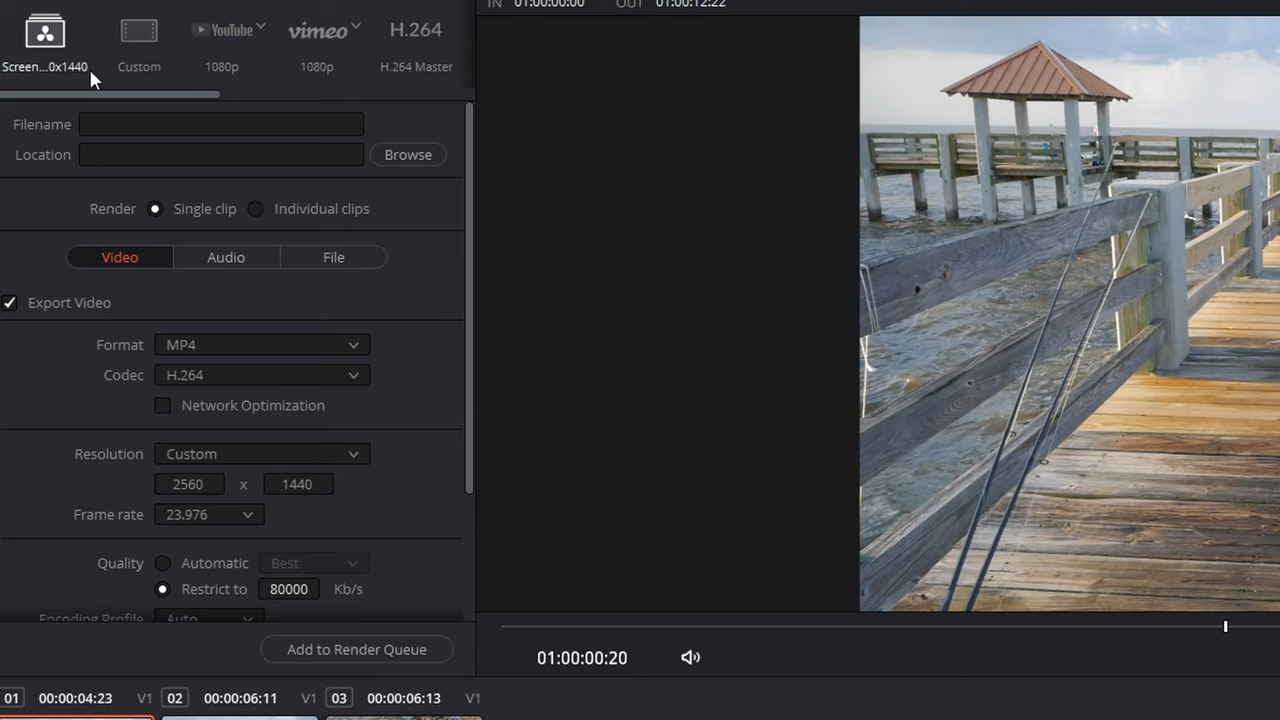 IN 01:00:00:00 OUT 01:00:12:22
YouTube vimeo H.264
Screen...0x1440 Custom 1080p 1080p H.264 Master
Filename
Location Browse
Render Single clip Individual clips
Video Audio File
Export Video
Format MP4
Codec H.264
Network Optimization
Resolution Custom
2560 x 1440
Frame rate 23.976
Quality Automatic Best
Restrict to 80000 Kb/s
Encoding Profile Auto
Add to Render Queue
01:00:00:20
01 00:00:04:23 V1 02 00:00:06:11 V1 03 00:00:06:13 V1